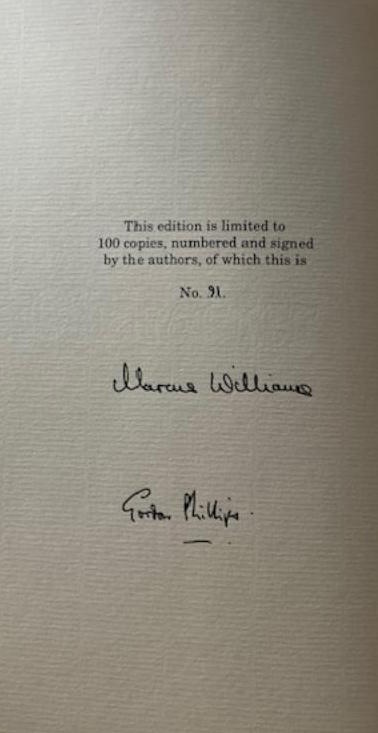 This edition is limited to
100 copies, numbered and signed
by the authors, of which this is
No. 91.
Marcus Williams
Gordon Phillips.